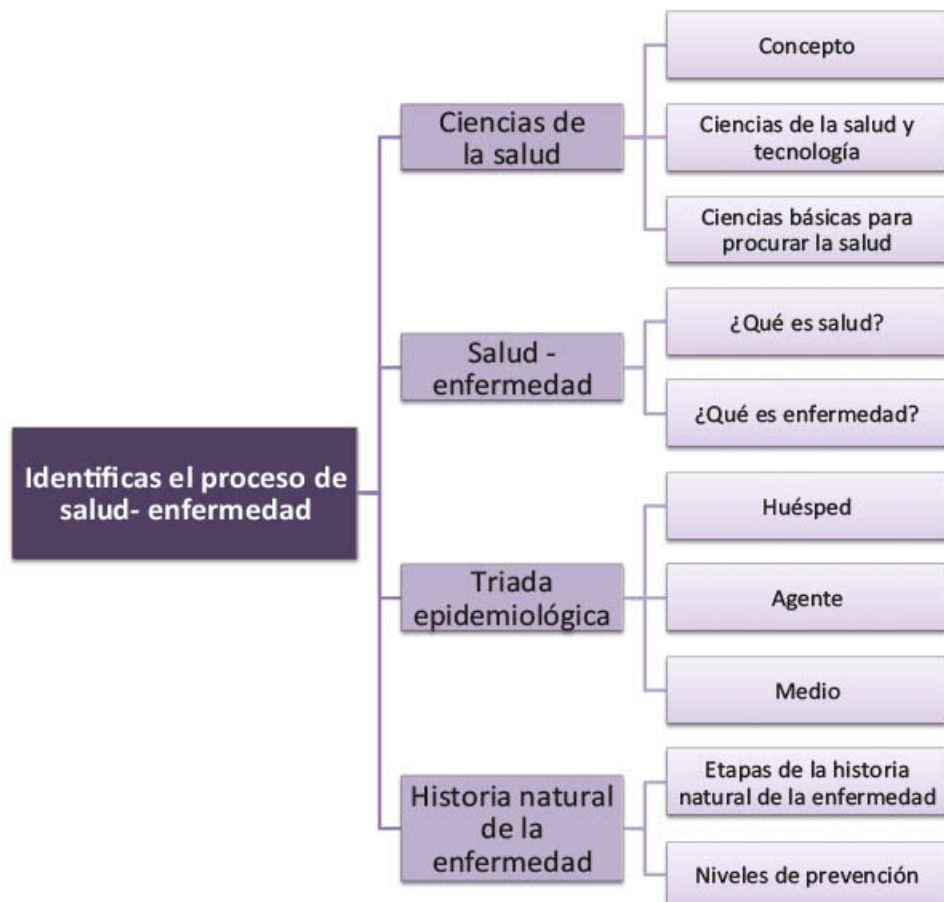 Identificas el proceso de
salud- enfermedad
Ciencias de
la salud
Concepto
Ciencias de la salud y
tecnología
Ciencias básicas para
procurar la salud
Salud -
enfermedad
¿Qué es salud?
¿Qué es enfermedad?
Triada
epidemiológica
Huésped
Agente
Medio
Historia natural
de la
enfermedad
Etapas de la historia
natural de la enfermedad
Niveles de prevención